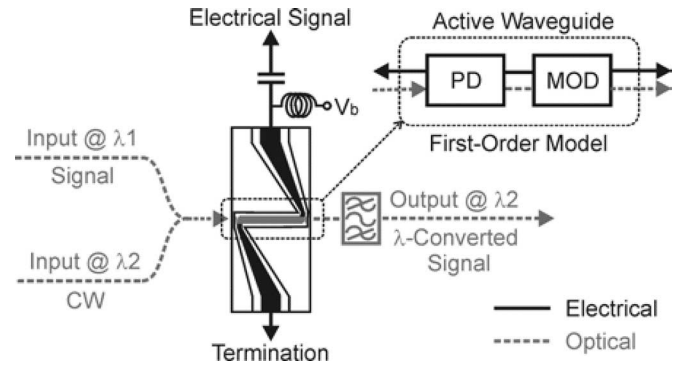 Electrical Signal
Active Waveguide
PD
MOD
First-Order Model
Vb
Input @ λ1
Signal
Input @ λ2
CW
Output @ λ2
λ-Converted
Signal
Termination
Electrical
Optical